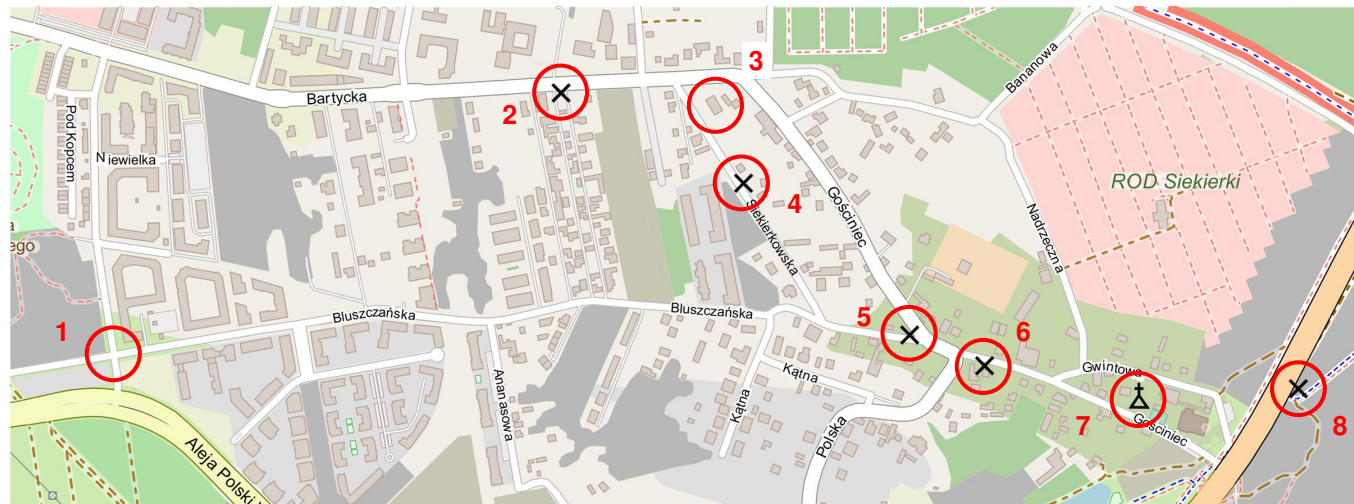 3
Bartycka
2
Bananowa
Pod Kopcem
Niewielka
ROD Siekierki
4
Gościniec
Siekierkowska
Nadrzeczna
ego
1
Bluszczańska
Bluszczańska
5
6
Ananasowa
Kątna
Kątna
Gwintowa
7
Gościniec
8
Polska
Aleja Polski